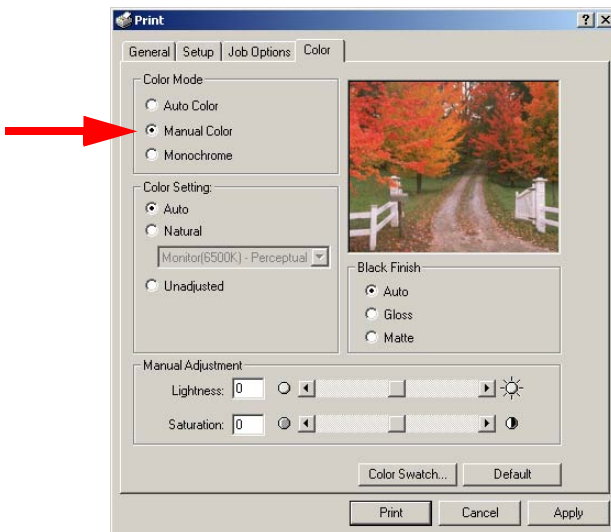 Print
General Setup Job Options Color
Color Mode
Auto Color
Manual Color
Monochrome
Color Setting:
Auto
Natural
Monitor(6500K) - Perceptual
Unadjusted
Black Finish
Auto
Gloss
Matte
Manual Adjustment
Lightness: 0
Saturation: 0
Color Swatch... Default
Print Cancel Apply